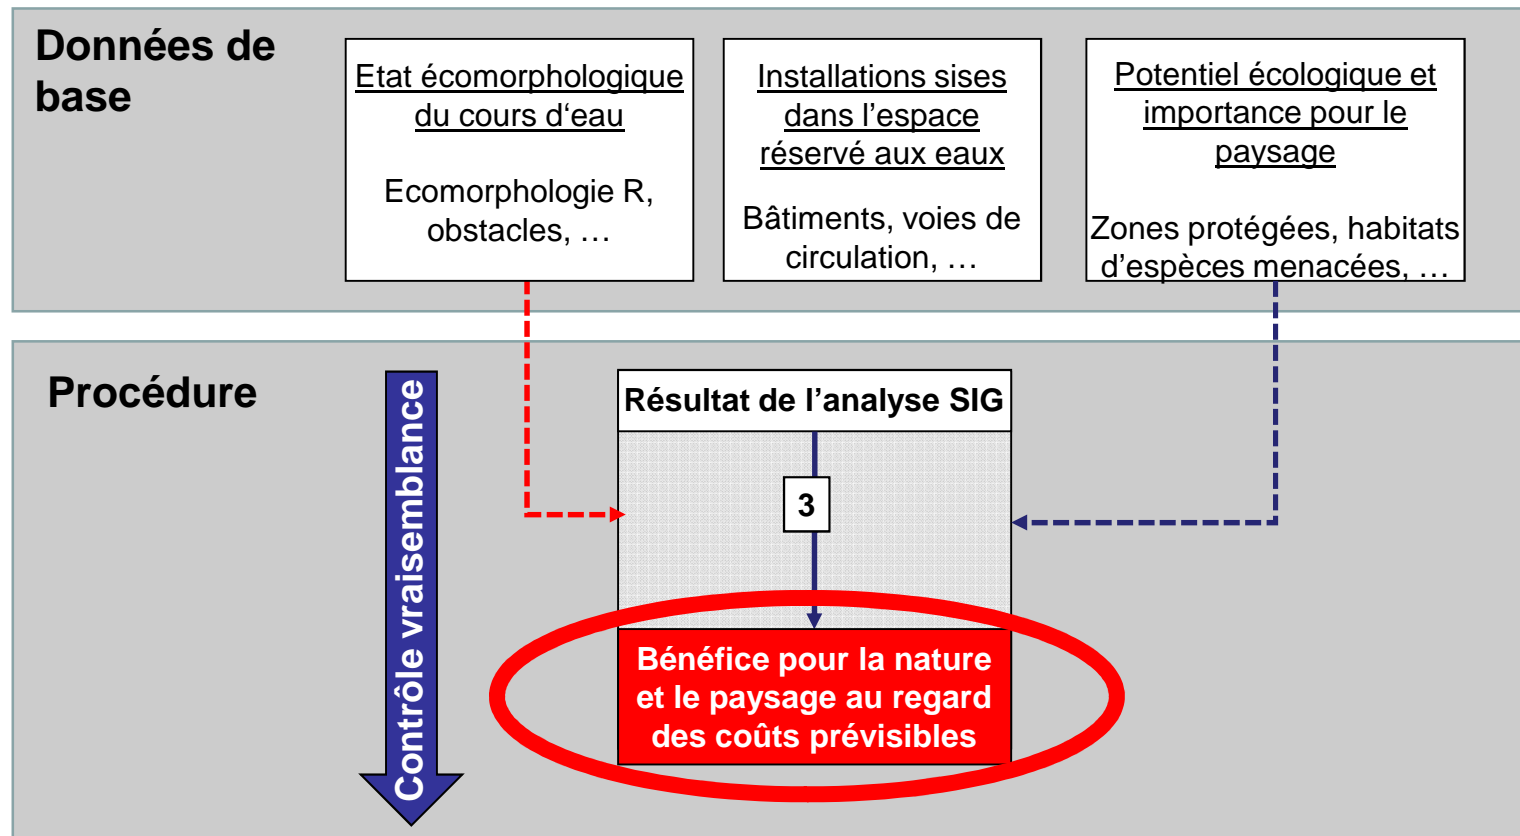 Données de
base
Etat écomorphologique
du cours d‘eau
Ecomorphologie R,
obstacles, …
Installations sises
dans l’espace
réservé aux eaux
Bâtiments, voies de
circulation, …
Potentiel écologique et
importance pour le
paysage
Zones protégées, habitats
d'espèces menacées, …
Procédure
Contrôle vraisemblance
Résultat de l’analyse SIG
3
Bénéfice pour la nature
et le paysage au regard
des coûts prévisibles